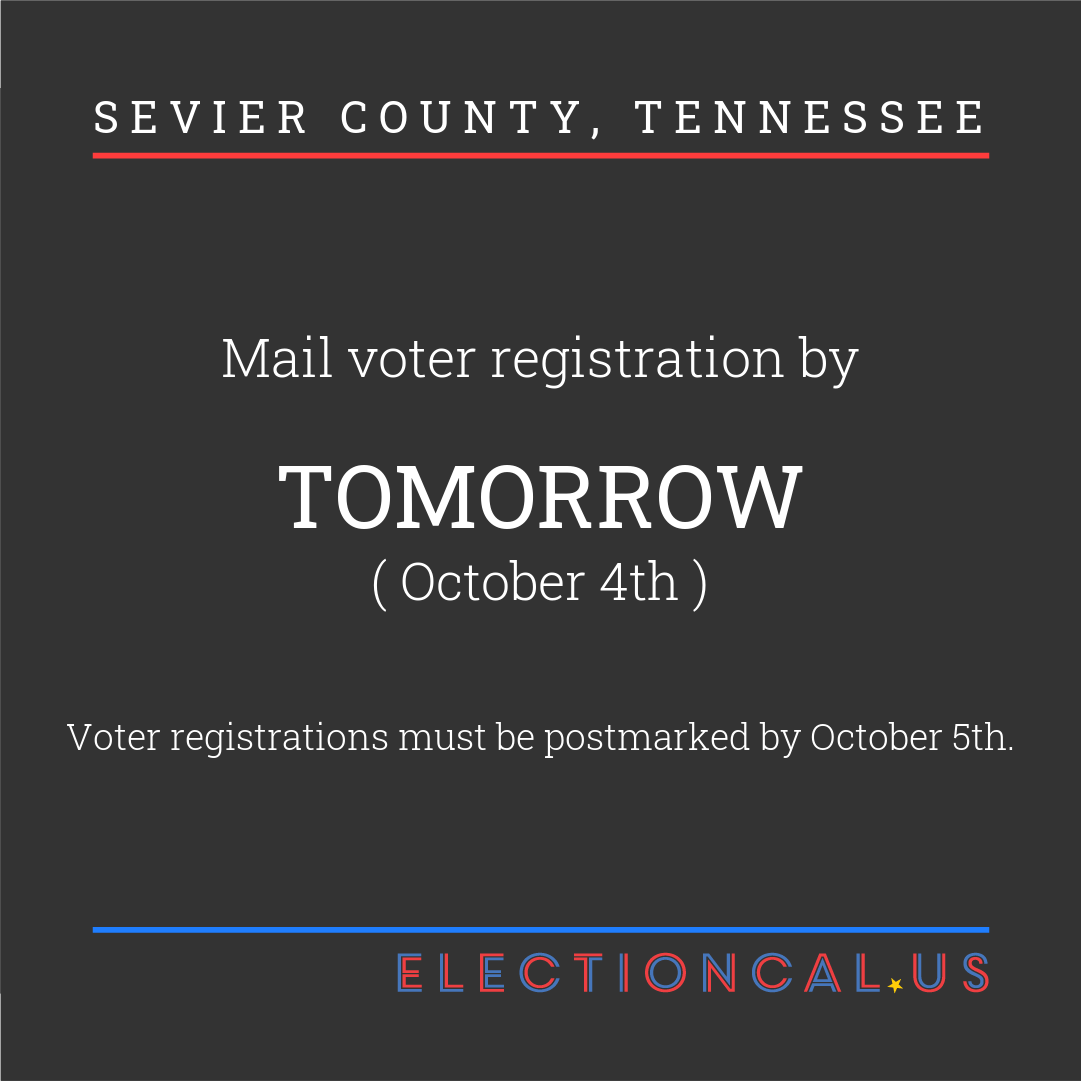 SEVIER COUNTY, TENNESSEE
Mail voter registration by
TOMORROW
( October 4th )
Voter registrations must be postmarked by October 5th.
ELECTIONCAL.US